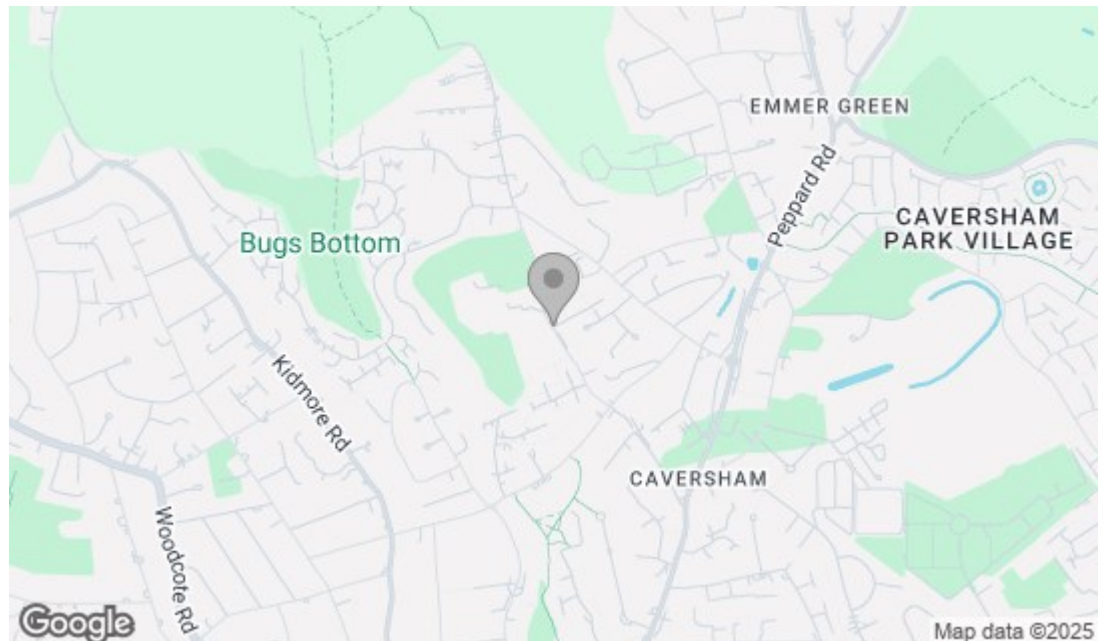 EMMER GREEN
Peppard Rd
CAVERSHAM
PARK VILLAGE
Bugs Bottom
Kidmore Rd
CAVERSHAM
Woodcote Rd
Google
Map data ©2025